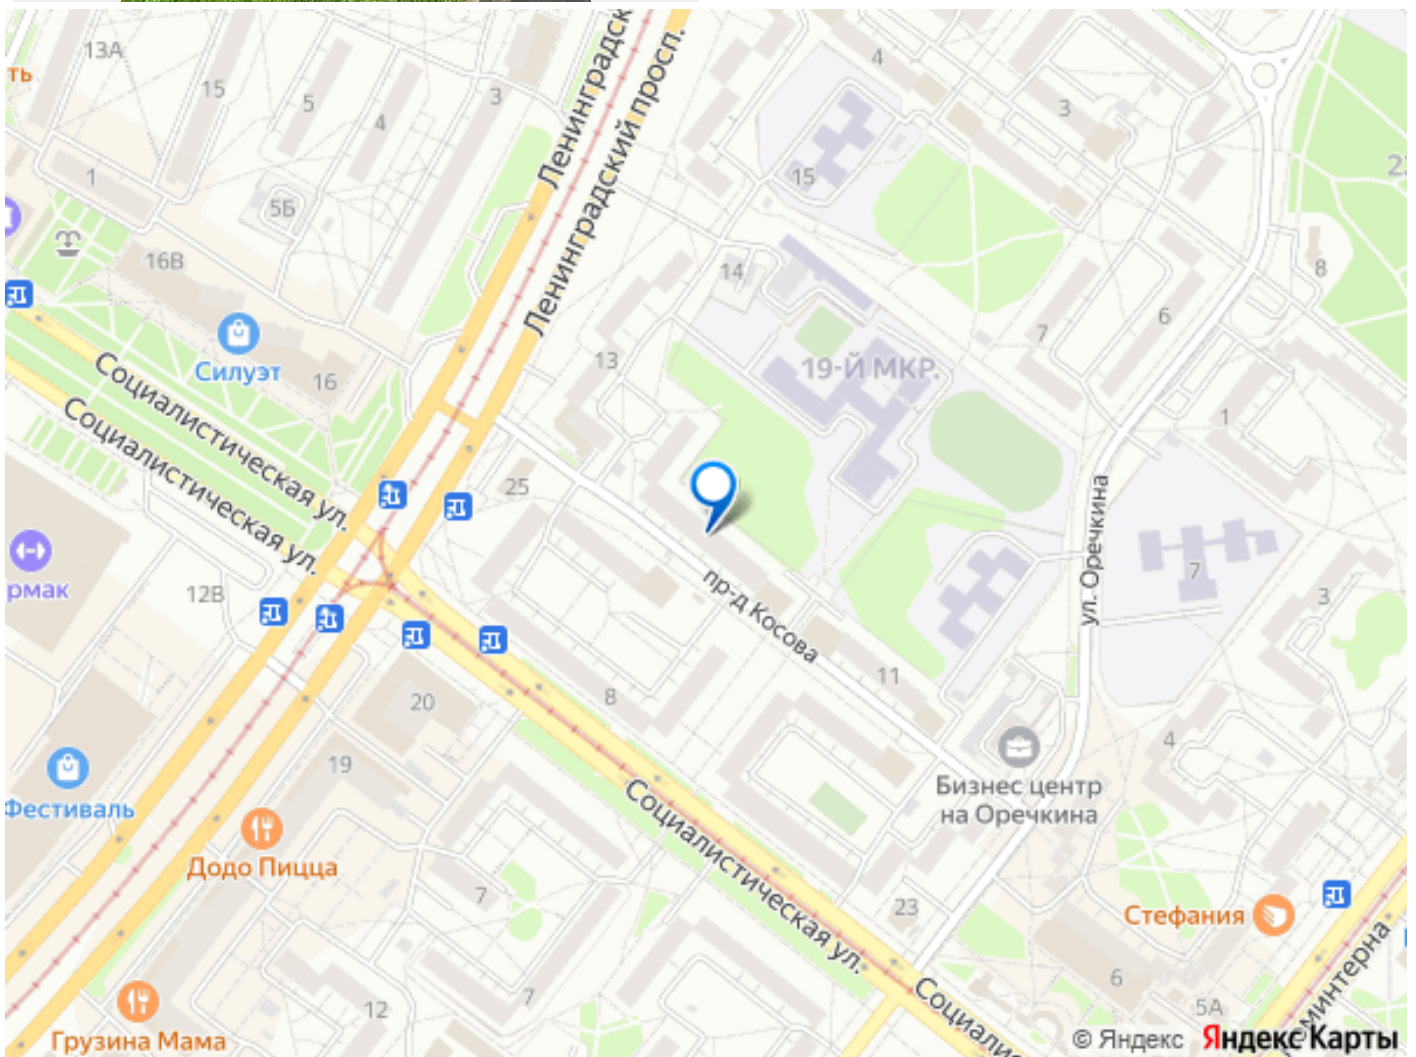 13А
ть
15
5
4
3
1
5Б
16В
Силуэт
16
Ленинградск
Ленинградский просп.
4
3
15
22
14
8
6
7
13
19-Й МКР.
1
Социалистическая ул.
Социалистическая ул.
25
рмак
12В
пр-д Косова
ул. Оречкина
7
3
11
8
20
19
4
Бизнес центр
на Оречкина
Фестиваль
Додо Пицца
Социалистическая ул.
7
23
Стефания
12
7
6
5А
Социалис
минтерна
Грузина Мама
© Яндекс Яндекс Карты